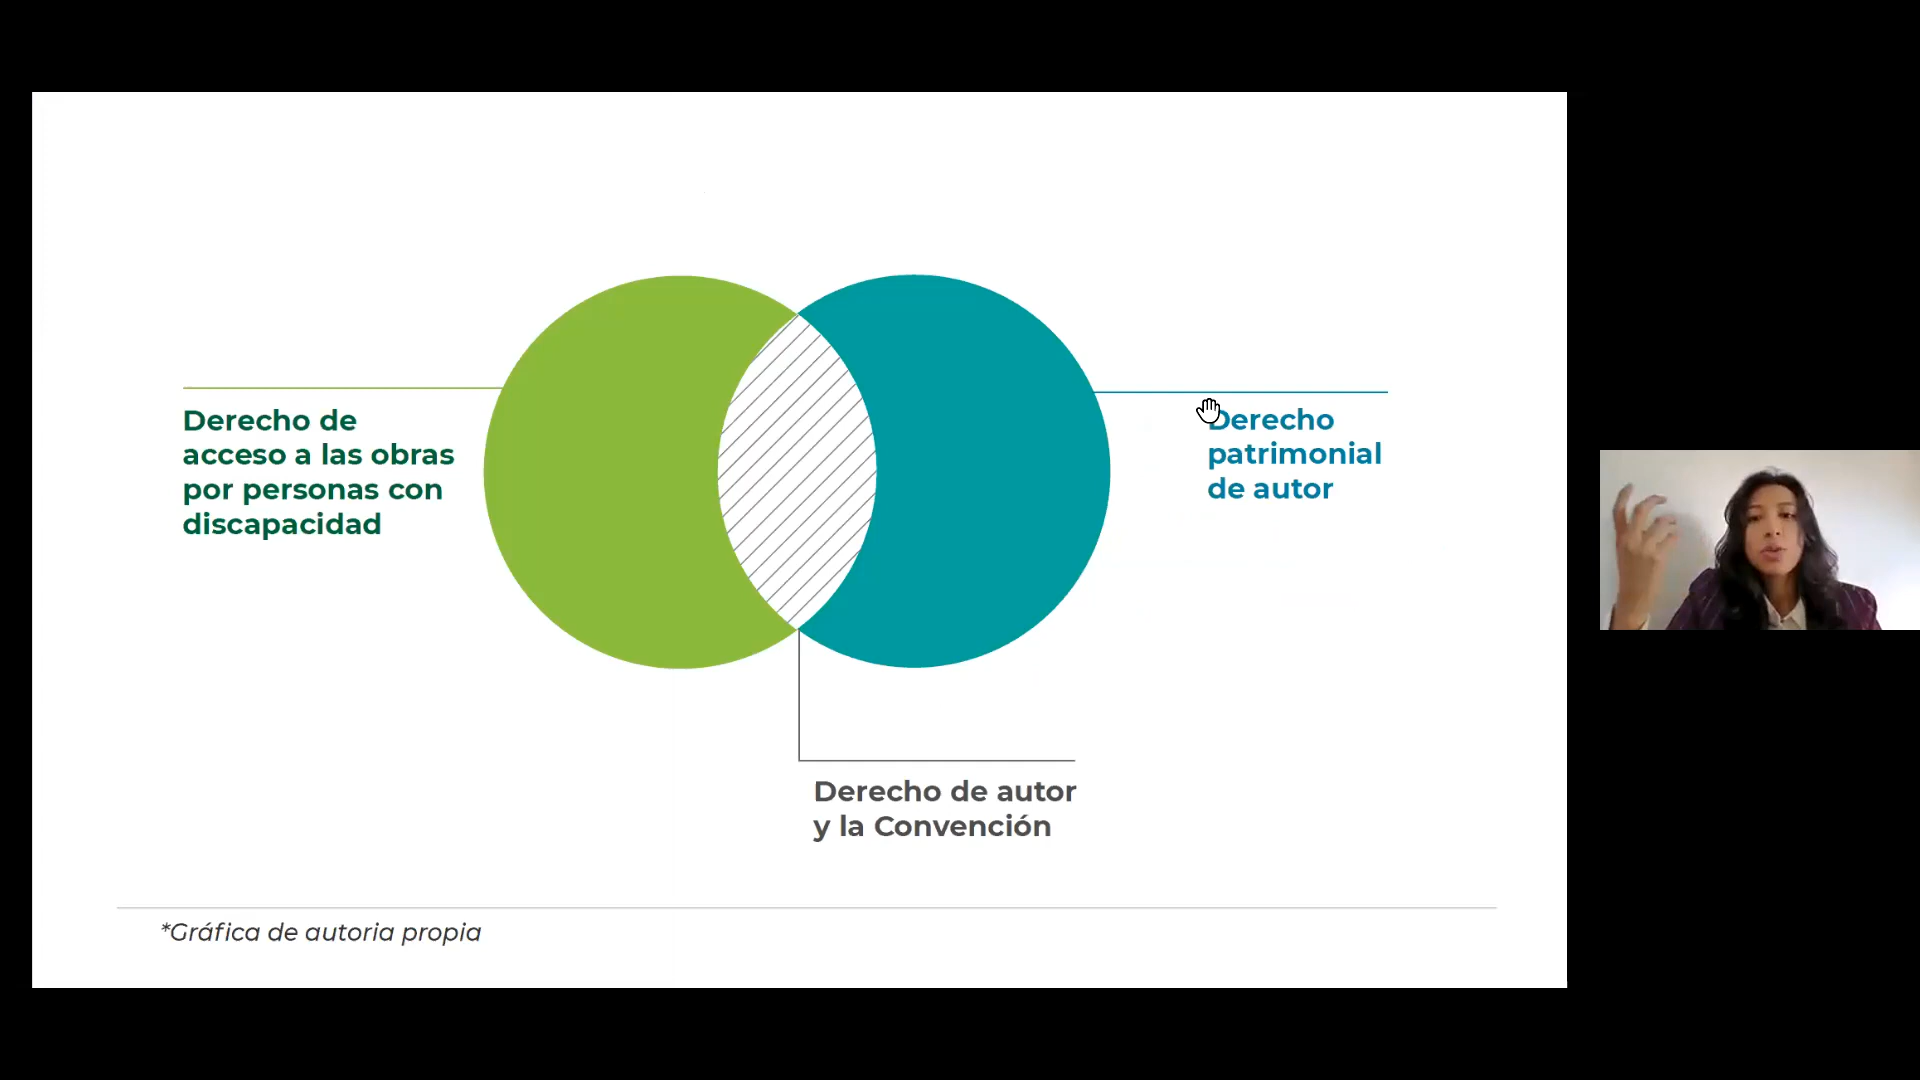 Derecho de
acceso a las obras
por personas con
discapacidad
Derecho
patrimonial
de autor
Derecho de autor
y la Convención
*Gráfica de autoria propia